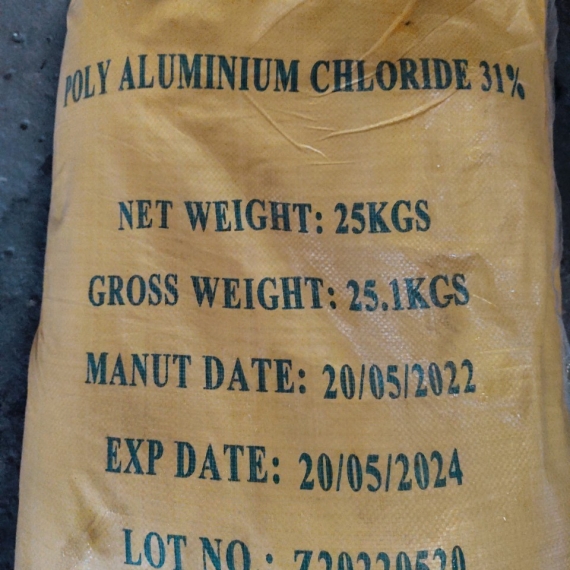 POLY ALUMINIUM CHLORIDE 31%
NET WEIGHT: 25KGS
GROSS WEIGHT: 25.1KGS
MANUT DATE: 20/05/2022
EXP DATE: 20/05/2024
LOT NO.: Z20220520